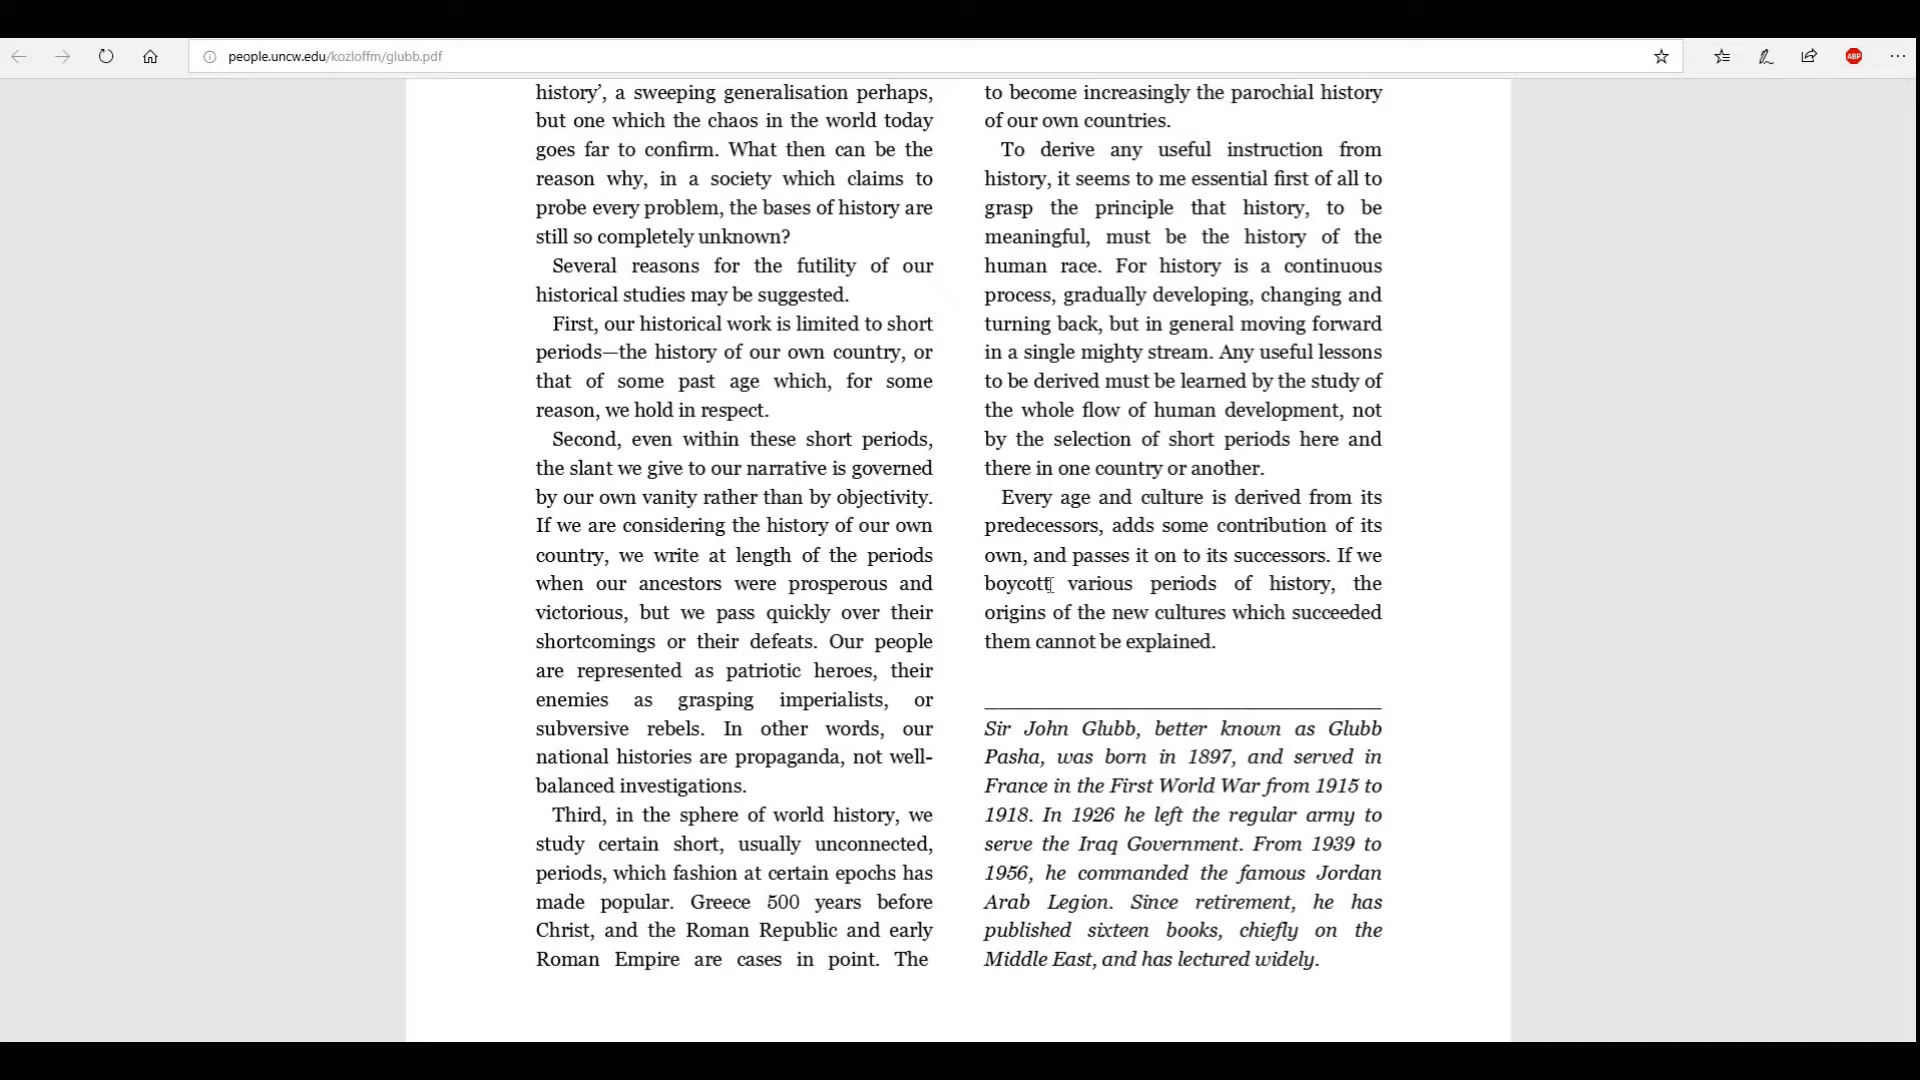 people.uncw.edu/kozloffm/glubb.pdf
ABP
history’, a sweeping generalisation perhaps,
but one which the chaos in the world today
goes far to confirm. What then can be the
reason why, in a society which claims to
probe every problem, the bases of history are
still so completely unknown?
Several reasons for the futility of our
historical studies may be suggested.
First, our historical work is limited to short
periods—the history of our own country, or
that of some past age which, for some
reason, we hold in respect.
Second, even within these short periods,
the slant we give to our narrative is governed
by our own vanity rather than by objectivity.
If we are considering the history of our own
country, we write at length of the periods
when our ancestors were prosperous and
victorious, but we pass quickly over their
shortcomings or their defeats. Our people
are represented as patriotic heroes, their
enemies as grasping imperialists, or
subversive rebels. In other words, our
national histories are propaganda, not well-
balanced investigations.
Third, in the sphere of world history, we
study certain short, usually unconnected,
periods, which fashion at certain epochs has
made popular. Greece 500 years before
Christ, and the Roman Republic and early
Roman Empire are cases in point. The
to become increasingly the parochial history
of our own countries.
To derive any useful instruction from
history, it seems to me essential first of all to
grasp the principle that history, to be
meaningful, must be the history of the
human race. For history is a continuous
process, gradually developing, changing and
turning back, but in general moving forward
in a single mighty stream. Any useful lessons
to be derived must be learned by the study of
the whole flow of human development, not
by the selection of short periods here and
there in one country or another.
Every age and culture is derived from its
predecessors, adds some contribution of its
own, and passes it on to its successors. If we
boycott various periods of history, the
origins of the new cultures which succeeded
them cannot be explained.
Sir John Glubb, better known as Glubb
Pasha, was born in 1897, and served in
France in the First World War from 1915 to
1918. In 1926 he left the regular army to
serve the Iraq Government. From 1939 to
1956, he commanded the famous Jordan
Arab Legion. Since retirement, he has
published sixteen books, chiefly on the
Middle East, and has lectured widely.